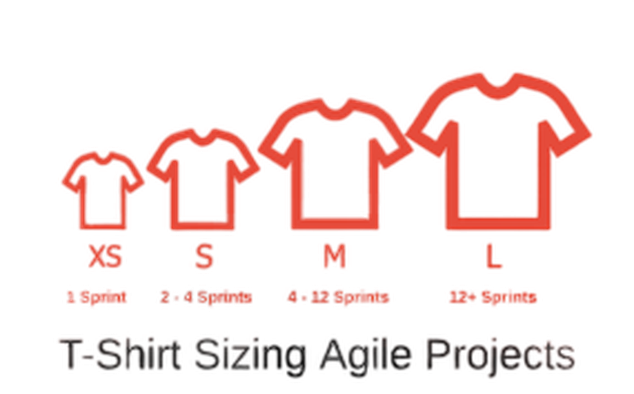 XS S M L
1 Sprint 2 - 4 Sprints 4 - 12 Sprints 12+ Sprints
T-Shirt Sizing Agile Projects